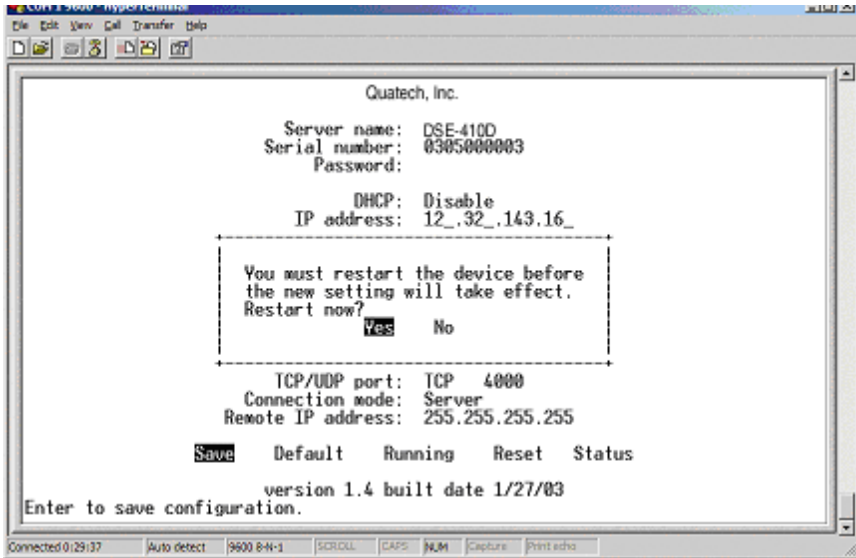 COM 1 9600 - HyperTerminal
File Edit View Call Transfer Help
Quatech, Inc.
Server name: DSE-410D
Serial number: 0305000003
Password:
DHCP: Disable
IP address: 12_.32_.143.16_
You must restart the device before
the new setting will take effect.
Restart now?
Yes No
TCP/UDP port: TCP 4000
Connection mode: Server
Remote IP address: 255.255.255.255
Save Default Running Reset Status
version 1.4 built date 1/27/03
Enter to save configuration.
Connected 0:29:37 Auto detect 9600 8-N-1 SCROLL CAPS NUM Capture Print echo